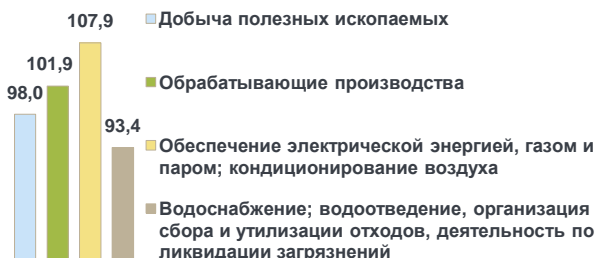 107,9
101,9
98,0
93,4
Добыча полезных ископаемых
Обрабатывающие производства
Обеспечение электрической энергией, газом и
паром; кондиционирование воздуха
Водоснабжение; водоотведение, организация
сбора и утилизации отходов, деятельность по
ликвидации загрязнений